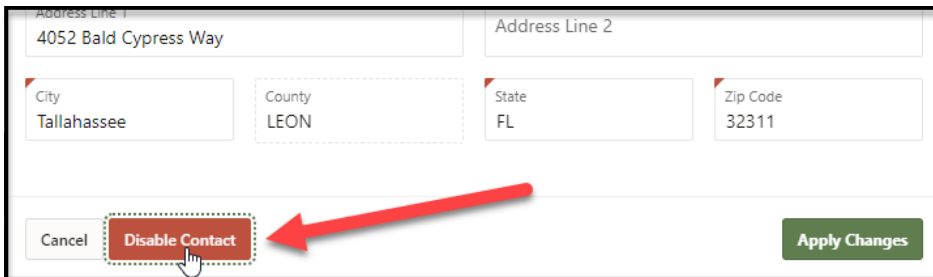 Address Line 1
4052 Bald Cypress Way
Address Line 2
City
Tallahassee
County
LEON
State
FL
Zip Code
32311
Cancel
Disable Contact
Apply Changes